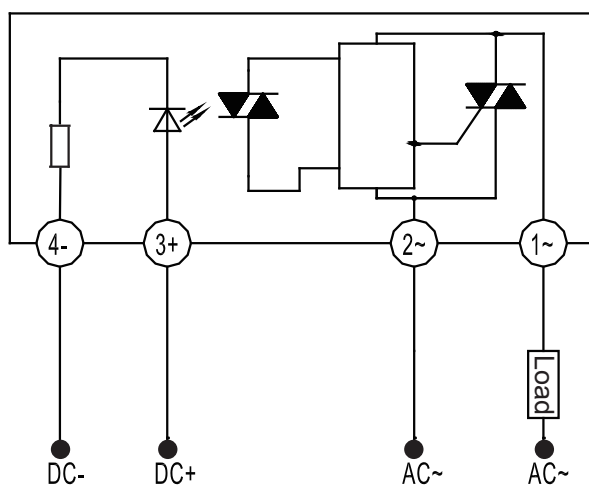 4-
3+
2~
1~
Load
DC-
DC+
AC~
AC~